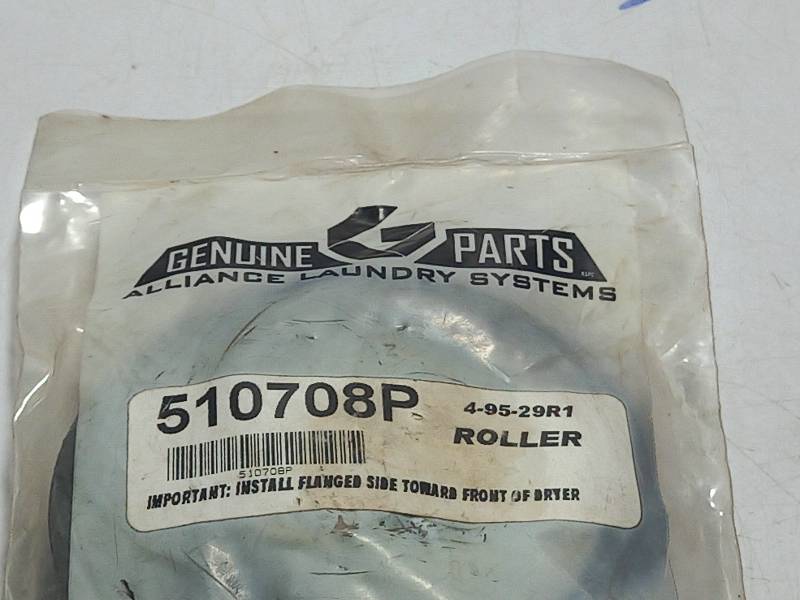 GENUINE G PARTS
ALLIANCE LAUNDRY SYSTEMS
510708P
4-95-29R1
ROLLER
510708P
IMPORTANT: INSTALL FLANGED SIDE TOWARD FRONT OF DRYER